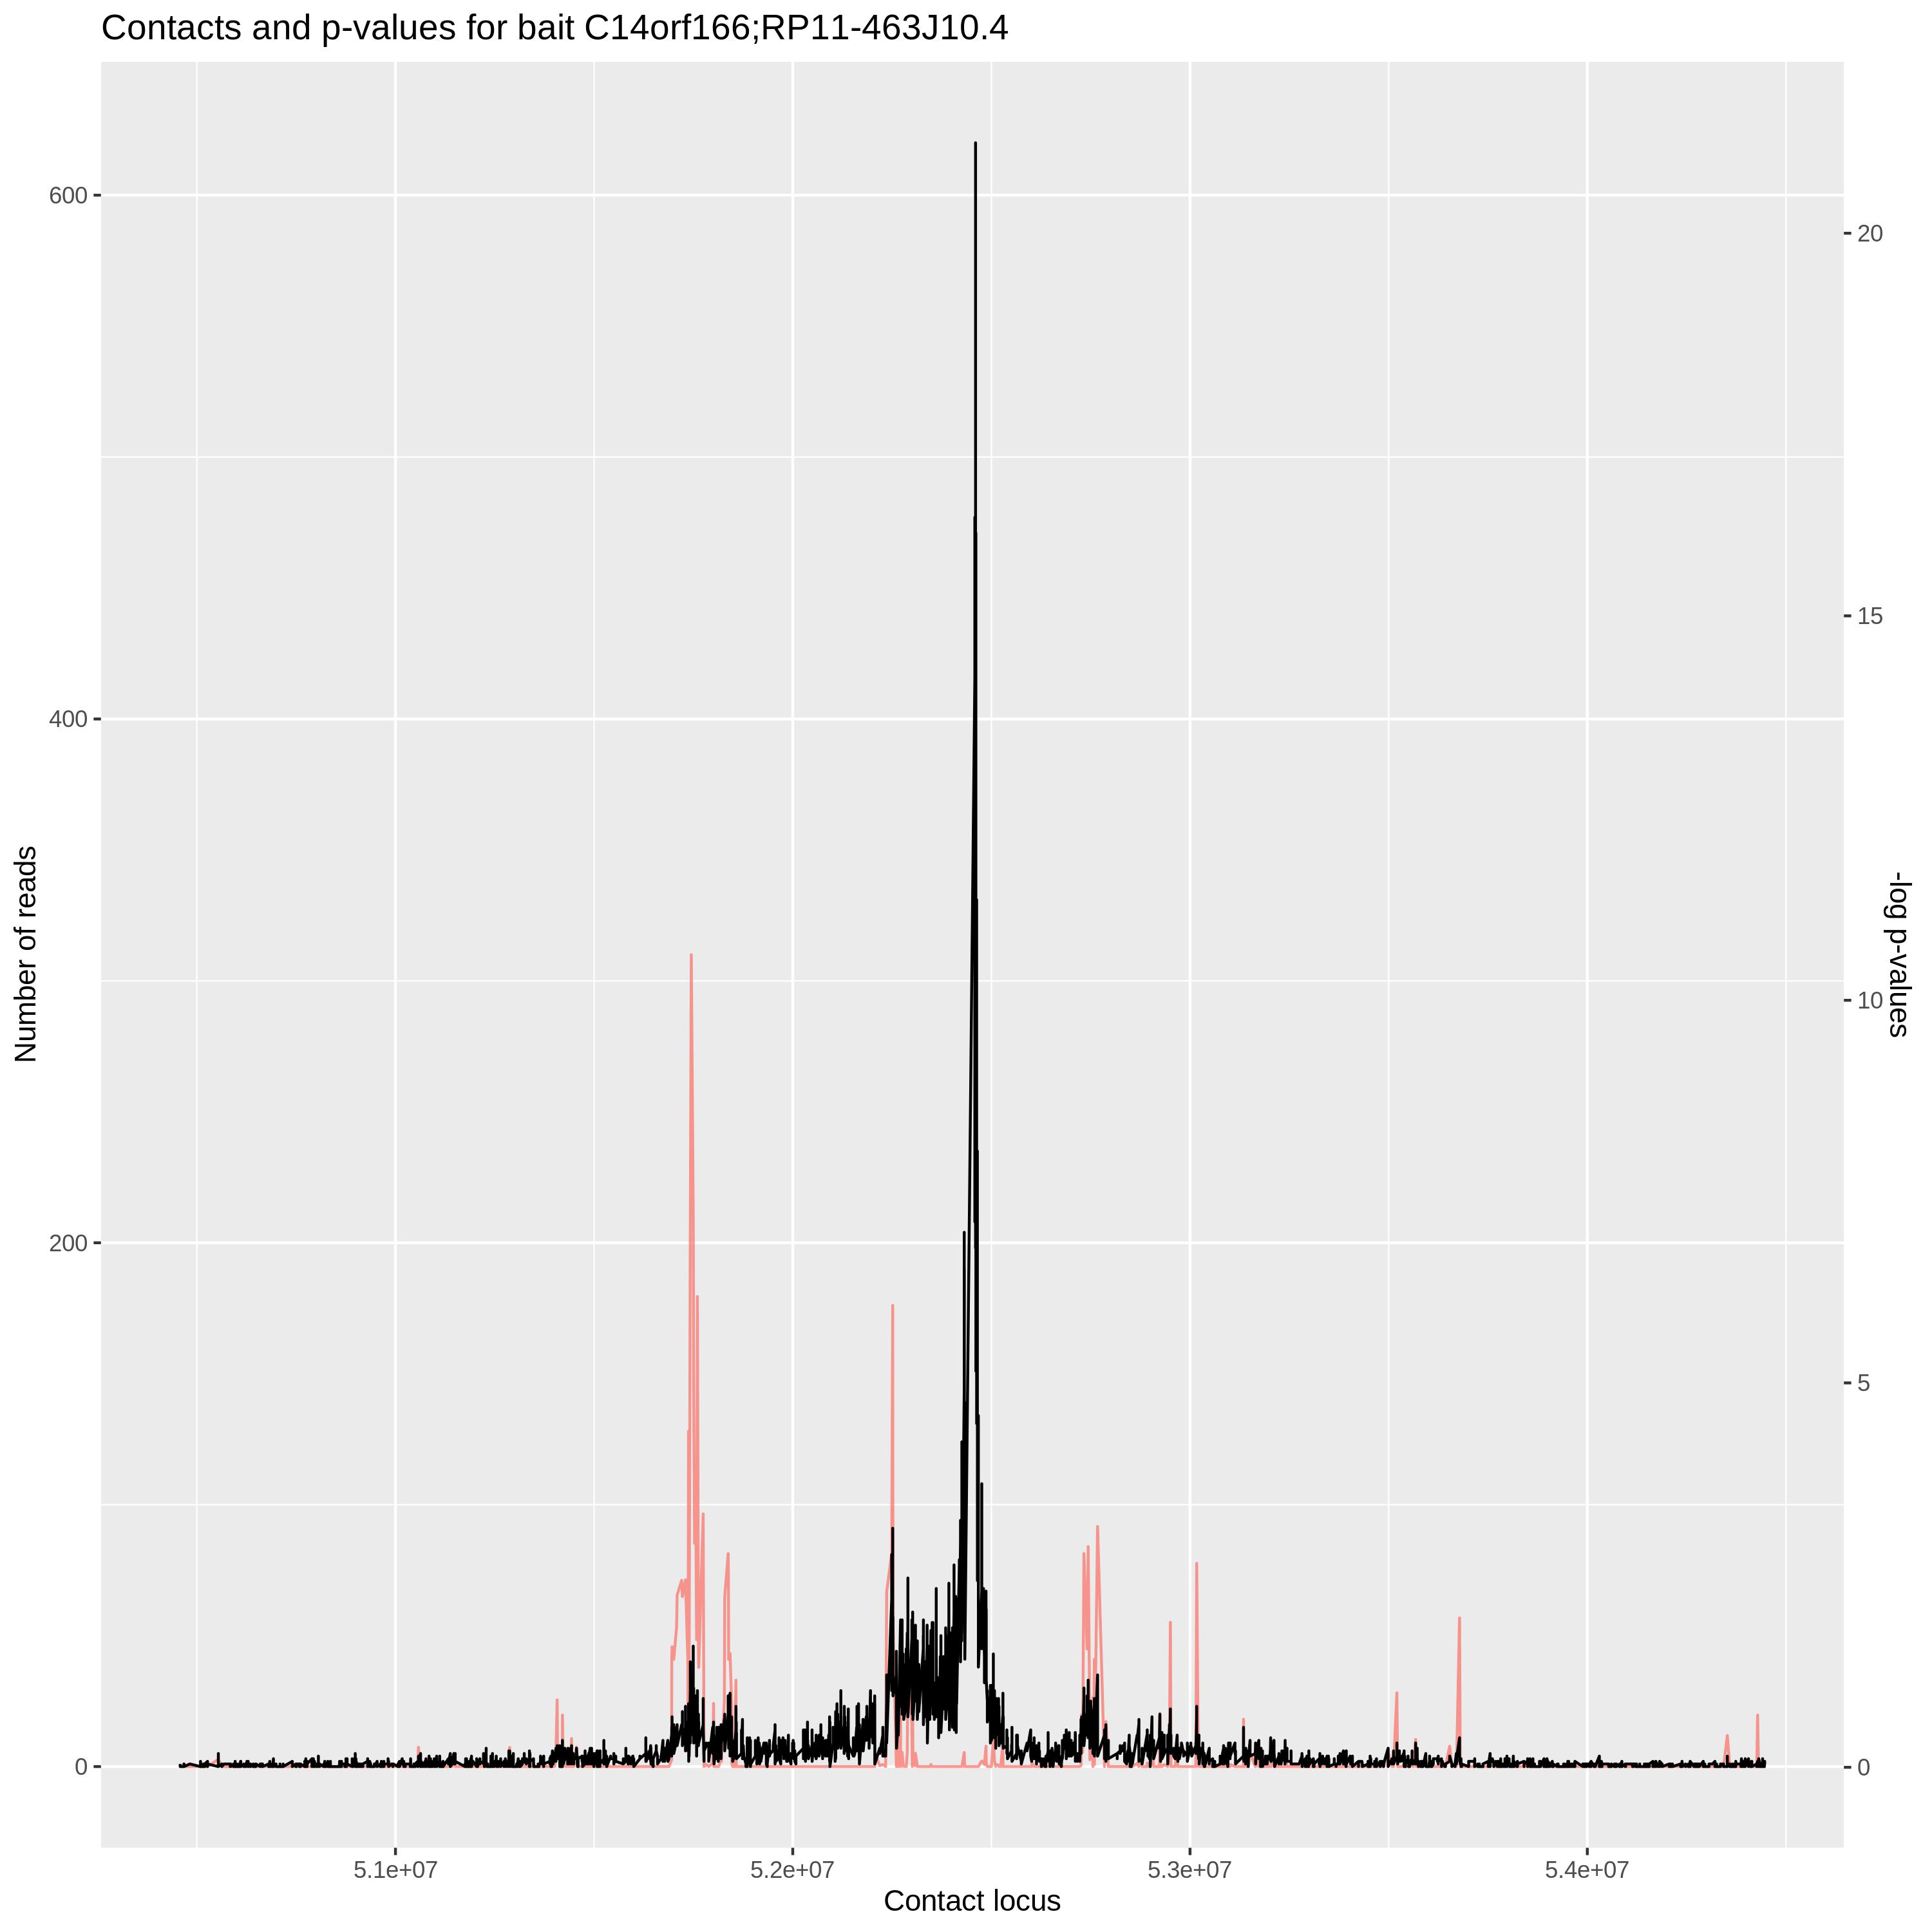 Contacts and p-values for bait C14orf166;RP11-463J10.4
600
400
200
0
Number of reads
20
15
10
5
0
-log p-values
5.1e+07
5.2e+07
5.3e+07
5.4e+07
Contact locus